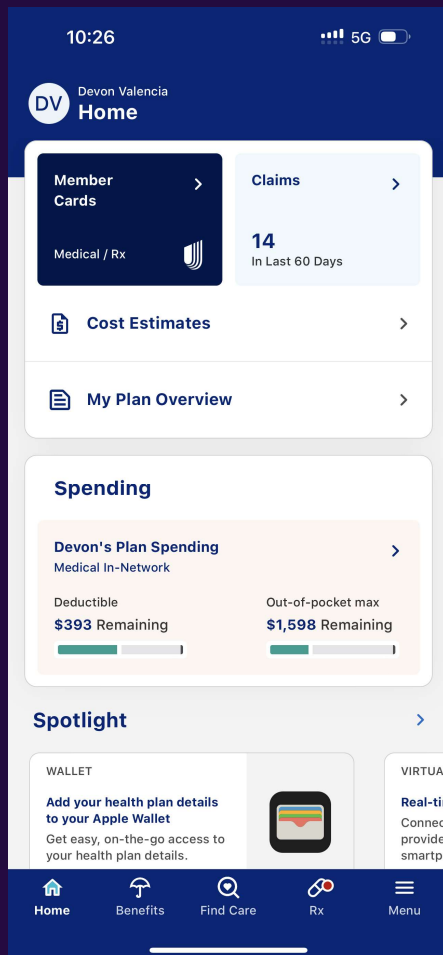 10:26
5G
DV
Devon Valencia
Home
Member
Cards
Medical / Rx
Claims
14
In Last 60 Days
Cost Estimates
My Plan Overview
Spending
Devon's Plan Spending
Medical In-Network
Deductible
$393 Remaining
Out-of-pocket max
$1,598 Remaining
Spotlight
WALLET
Add your health plan details
to your Apple Wallet
Get easy, on-the-go access to
your health plan details.
VIRTUA
Real-ti
Connec
provide
smartp
Home
Benefits
Find Care
Rx
Menu